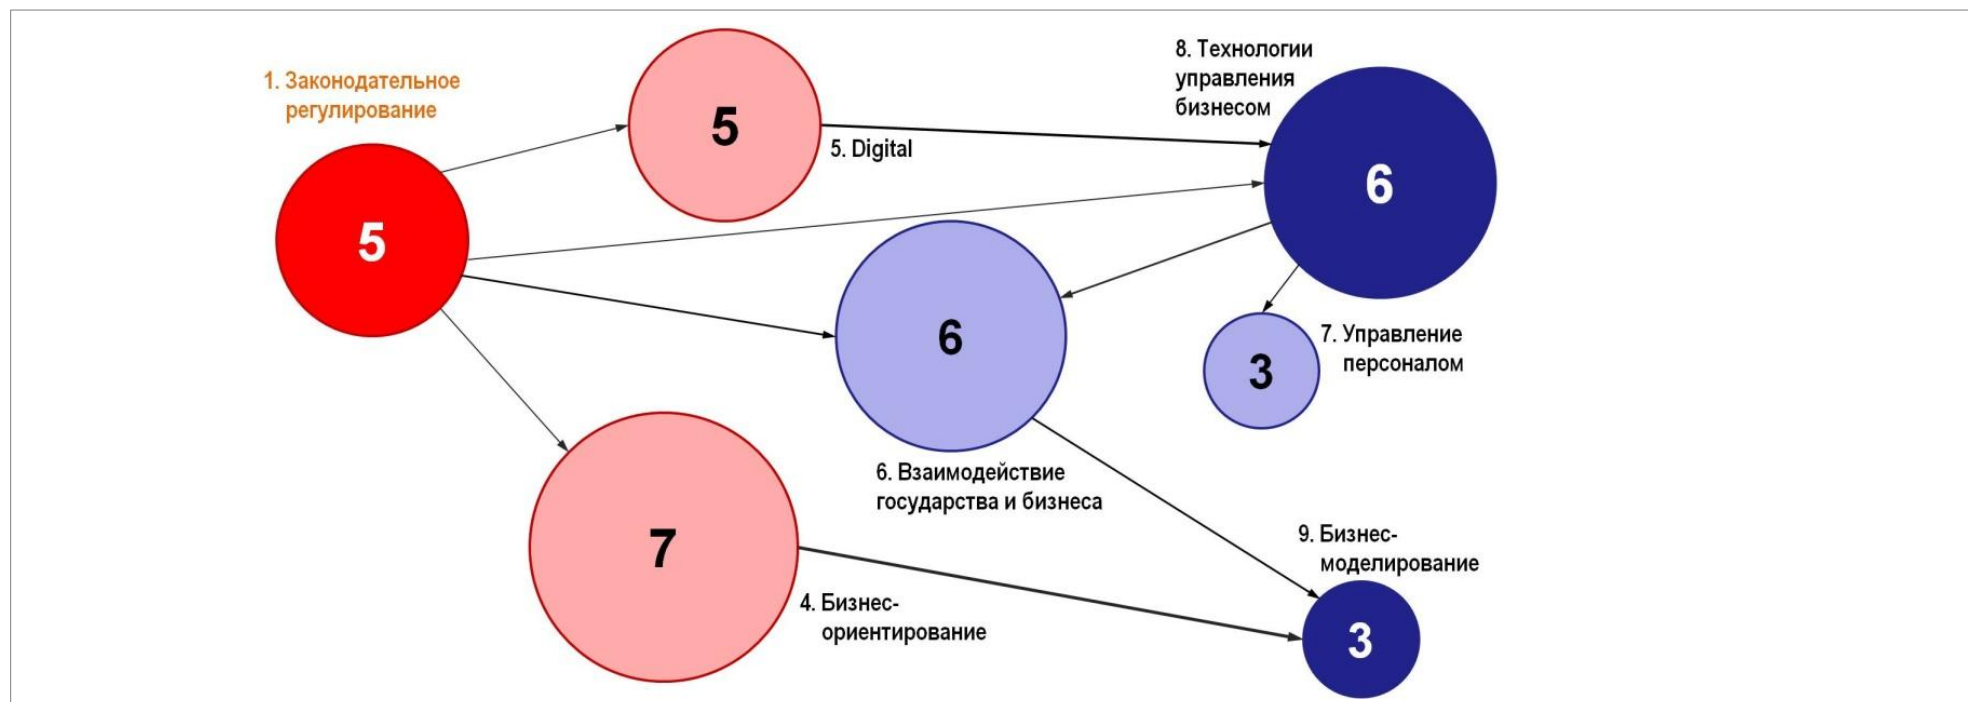 1. Законодательное
регулирование
5
5
5. Digital
8. Технологии
управления
бизнесом
6
6
6. Взаимодействие
государства и бизнеса
3
7. Управление
персоналом
7
4. Бизнес-
ориентирование
9. Бизнес-
моделирование
3